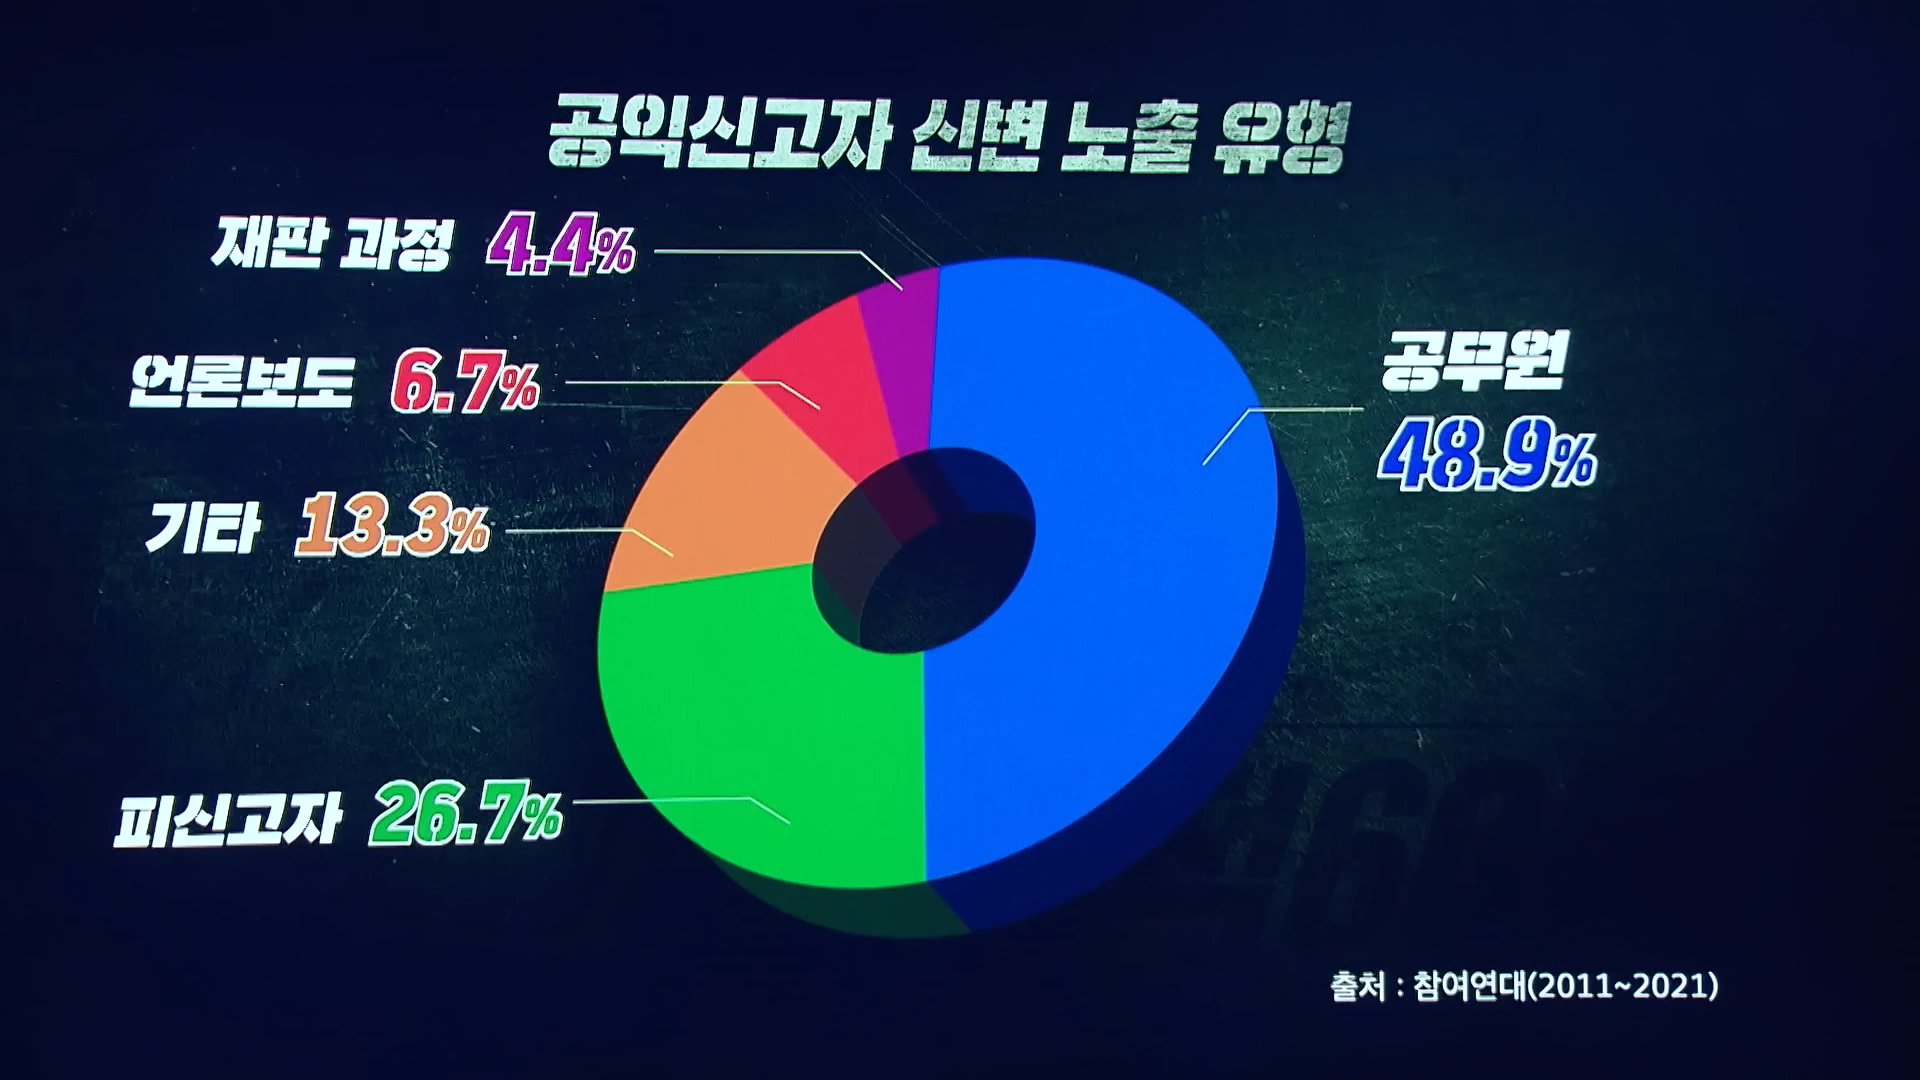 공익신고자 신변 노출 유형
재판 과정 4.4%
언론보도 6.7%
기타 13.3%
피신고자 26.7%
공무원
48.9%
출처 : 참여연대(2011~2021)